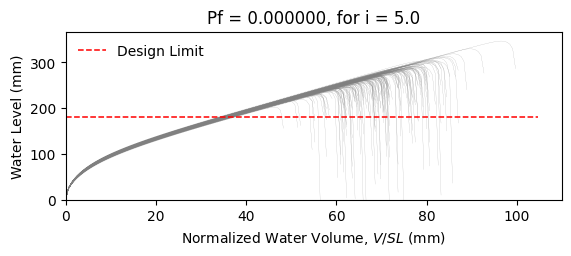 Pf = 0.000000, for i = 5.0
Design Limit
Water Level (mm)
300
200
100
0
0 20 40 60 80 100
Normalized Water Volume, V/SL (mm)